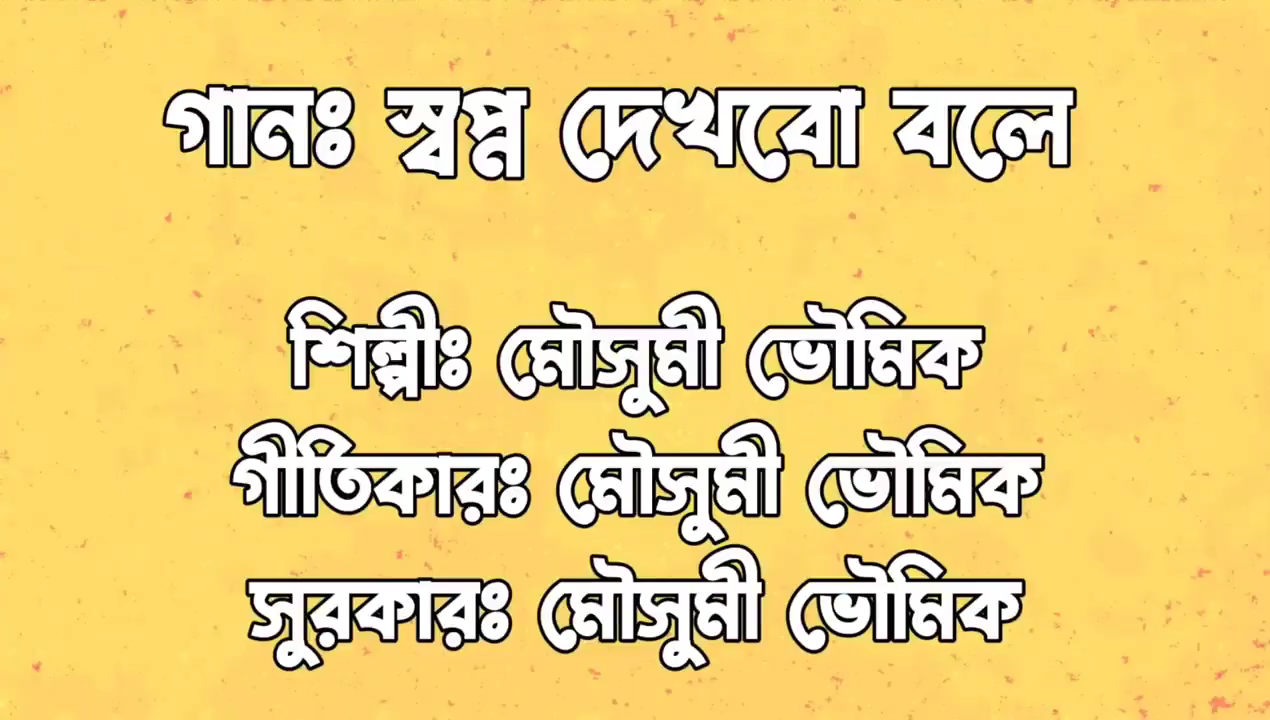 গানঃ স্বপ্ন দেখবো বলে
শিল্পীঃ মৌসুমী ভৌমিক
গীতিকারঃ মৌসুমী ভৌমিক
সুরকারঃ মৌসুমী ভৌমিক